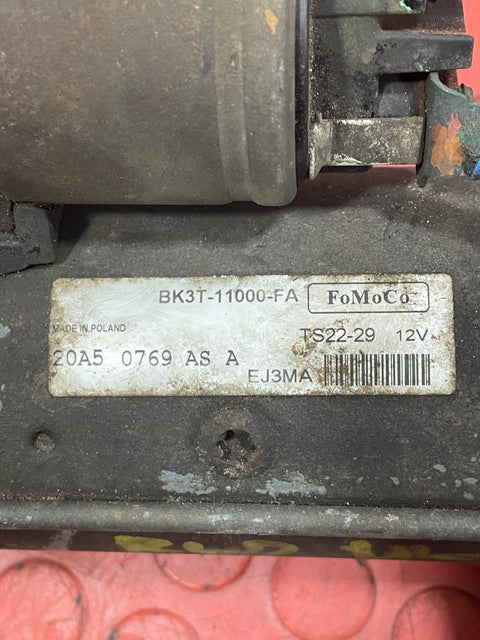 BK3T-11000-FA FoMoCo
MADE IN POLAND
TS22-29 12V
20A5 0769 AS A
EJ3MA